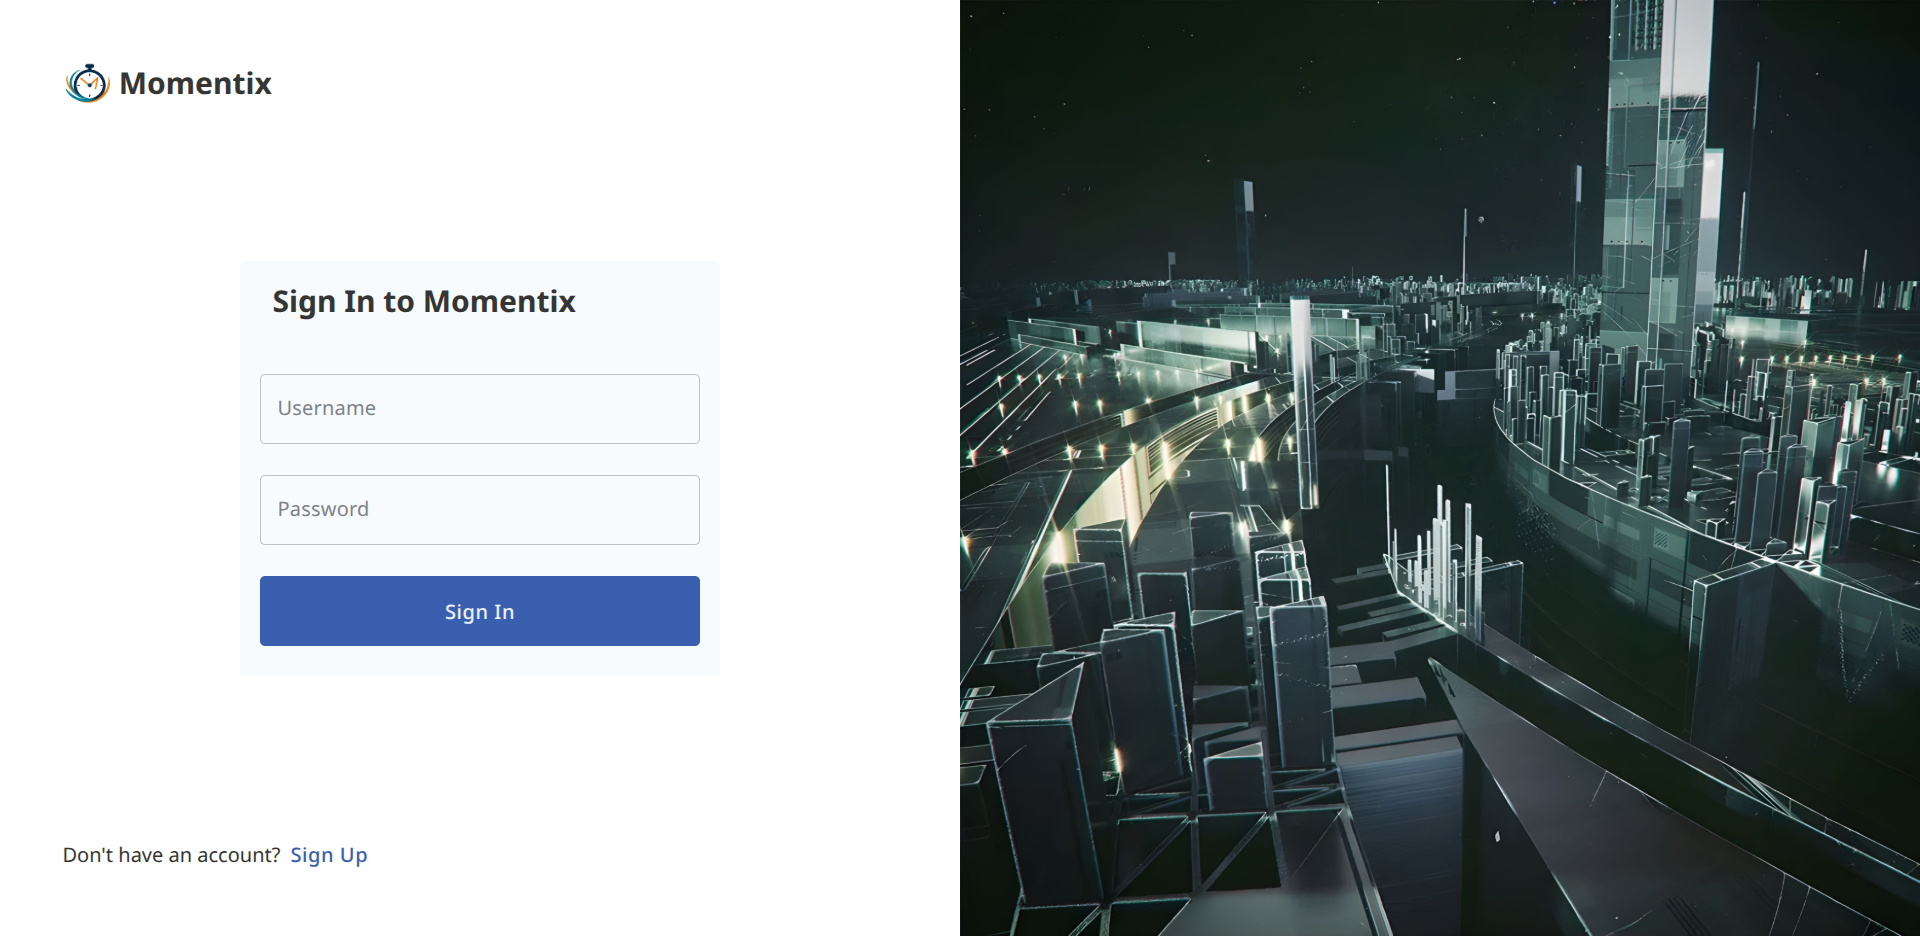 Momentix
Sign In to Momentix
Username
Password
Sign In
Don't have an account? Sign Up